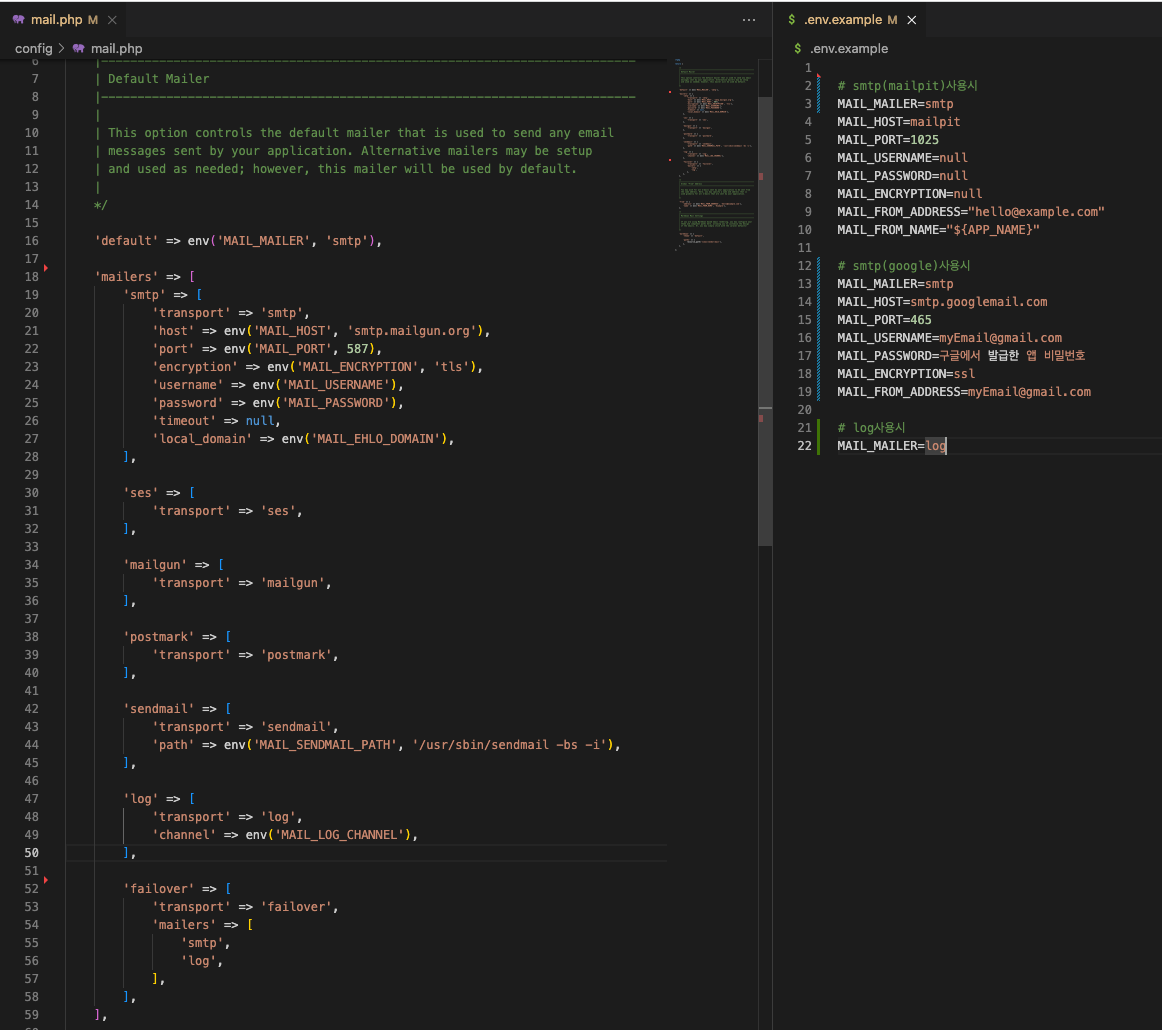 mail.php M
config > mail.php
6 |--------------------------------------------------------------------------
7 | Default Mailer
8 |--------------------------------------------------------------------------
9 |
10 | This option controls the default mailer that is used to send any email
11 | messages sent by your application. Alternative mailers may be setup
12 | and used as needed; however, this mailer will be used by default.
13 |
14 */
15
16 'default' => env('MAIL_MAILER', 'smtp'),
17
18 'mailers' => [
19 'smtp' => [
20 'transport' => 'smtp',
21 'host' => env('MAIL_HOST', 'smtp.mailgun.org'),
22 'port' => env('MAIL_PORT', 587),
23 'encryption' => env('MAIL_ENCRYPTION', 'tls'),
24 'username' => env('MAIL_USERNAME'),
25 'password' => env('MAIL_PASSWORD'),
26 'timeout' => null,
27 'local_domain' => env('MAIL_EHLO_DOMAIN'),
28 ],
29
30 'ses' => [
31 'transport' => 'ses',
32 ],
33
34 'mailgun' => [
35 'transport' => 'mailgun',
36 ],
37
38 'postmark' => [
39 'transport' => 'postmark',
40 ],
41
42 'sendmail' => [
43 'transport' => 'sendmail',
44 'path' => env('MAIL_SENDMAIL_PATH', '/usr/sbin/sendmail -bs -i'),
45 ],
46
47 'log' => [
48 'transport' => 'log',
49 'channel' => env('MAIL_LOG_CHANNEL'),
50 ],
51
52 'failover' => [
53 'transport' => 'failover',
54 'mailers' => [
55 'smtp',
56 'log',
57 ],
58 ],
59 ],
$ .env.example M
$ .env.example
1
2 # smtp(mailpit)사용시
3 MAIL_MAILER=smtp
4 MAIL_HOST=mailpit
5 MAIL_PORT=1025
6 MAIL_USERNAME=null
7 MAIL_PASSWORD=null
8 MAIL_ENCRYPTION=null
9 MAIL_FROM_ADDRESS="hello@example.com"
10 MAIL_FROM_NAME="${APP_NAME}"
11
12 # smtp(google)사용시
13 MAIL_MAILER=smtp
14 MAIL_HOST=smtp.googlemail.com
15 MAIL_PORT=465
16 MAIL_USERNAME=myEmail@gmail.com
17 MAIL_PASSWORD=구글에서 발급한 앱 비밀번호
18 MAIL_ENCRYPTION=ssl
19 MAIL_FROM_ADDRESS=myEmail@gmail.com
20
21 # log사용시
22 MAIL_MAILER=log